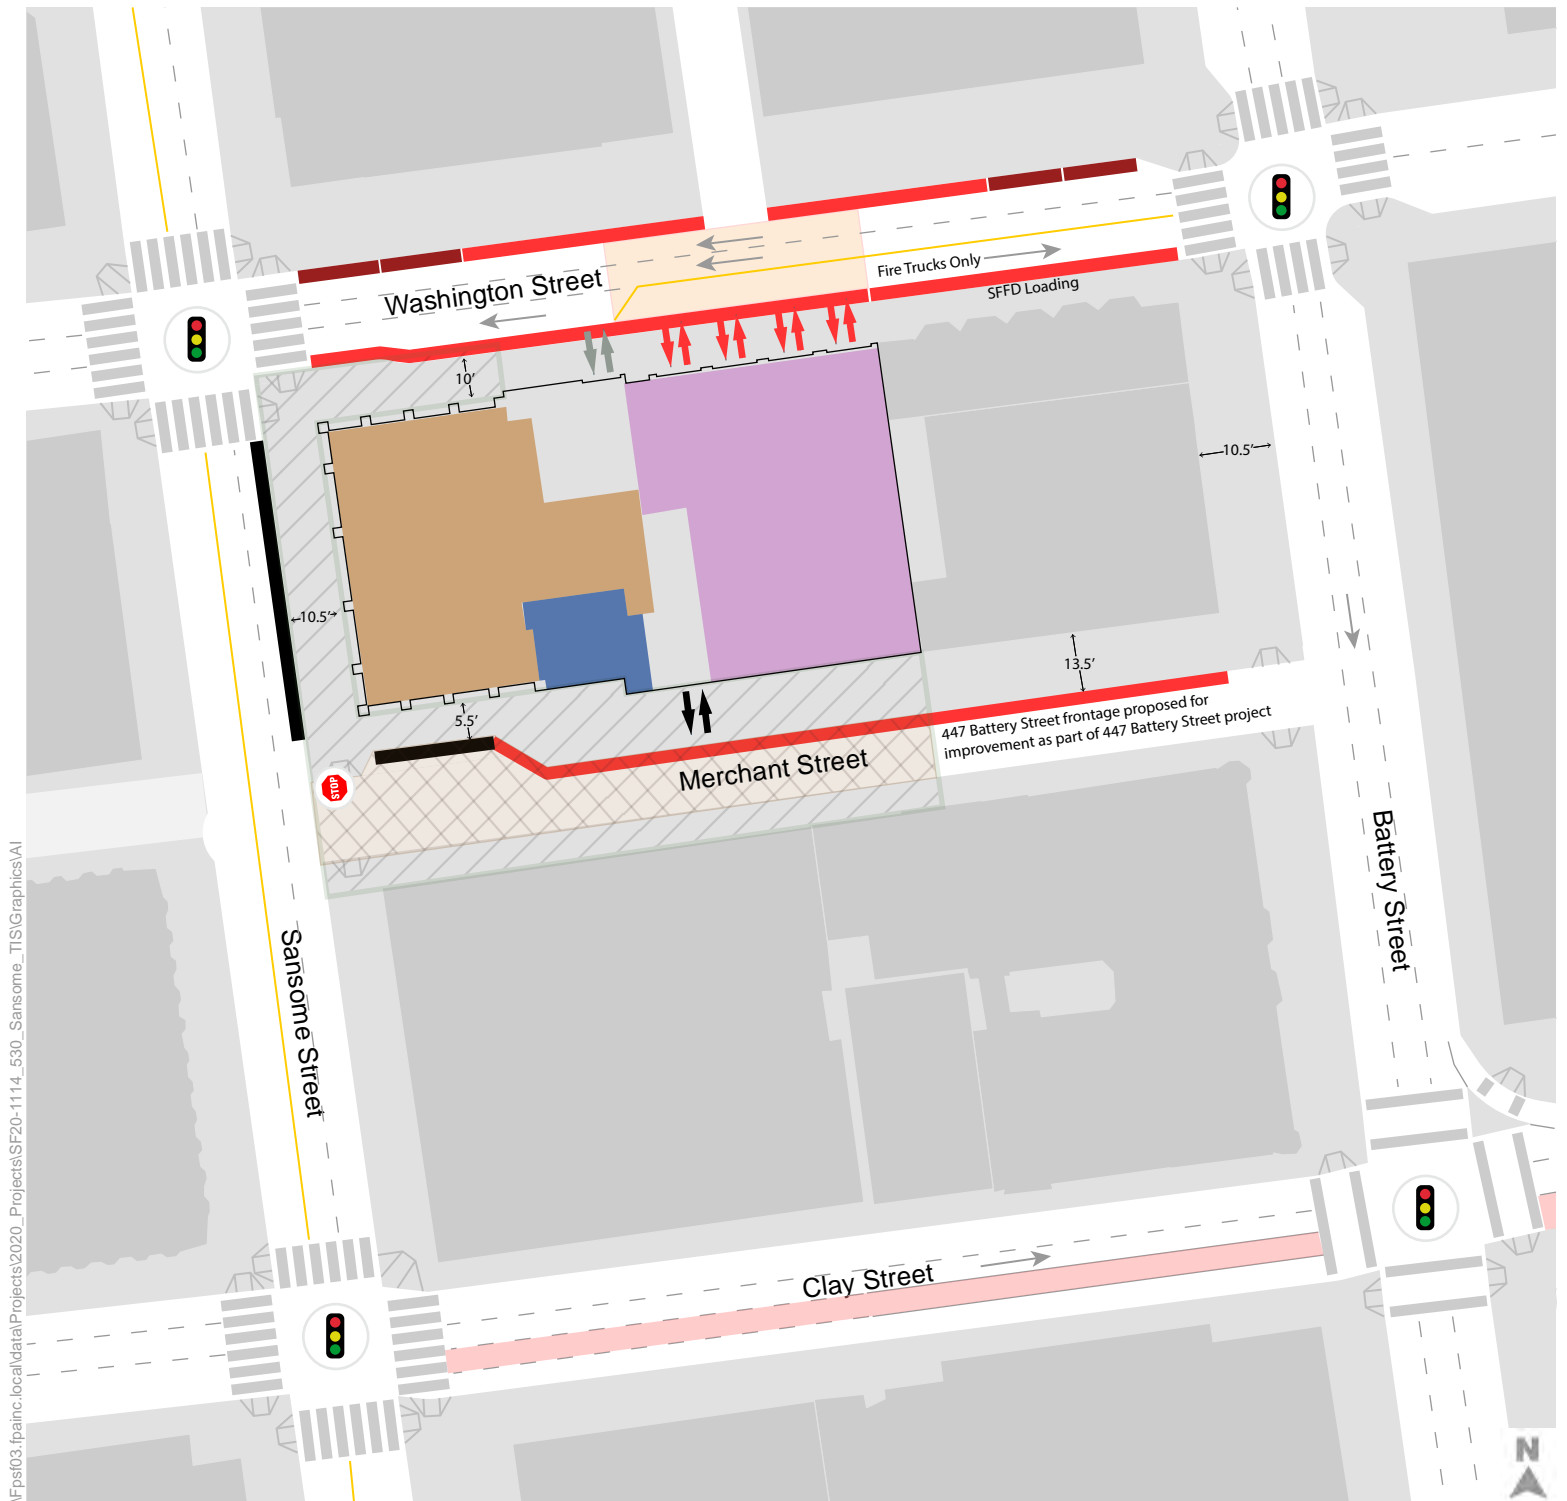 Washington Street
Fire Trucks Only
SFFD Loading
10'
10.5'
10.5'
13.5'
5.5'
447 Battery Street frontage proposed for
improvement as part of 447 Battery Street project
Merchant Street
STOP
Battery Street
Sansome Street
Clay Street
N
\Fpsf03.fpainc.local\data\Projects\2020_Projects\SF20-1114_530_Sansome_TIS\Graphics\AI